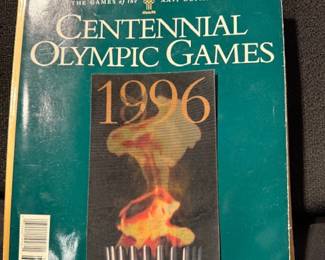 THE GAMES of the
CENTENNIAL
OLYMPIC GAMES
1996